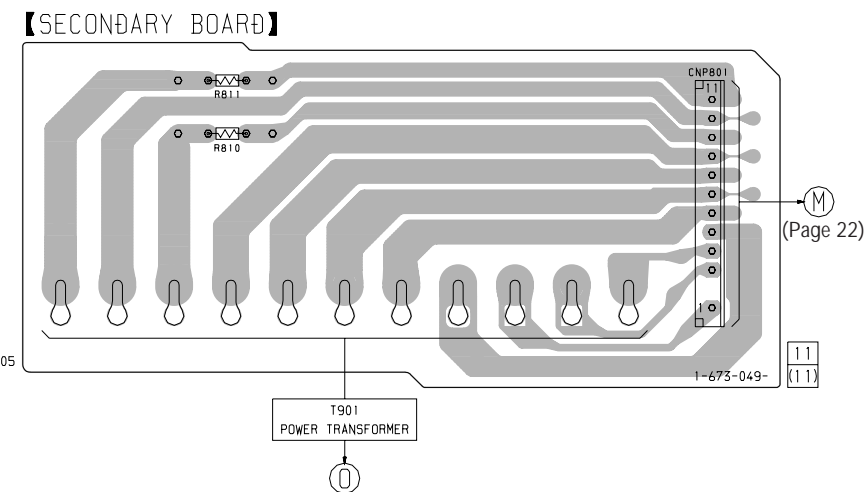 【SECONDARY BOARD】
CNP801
11
R811
R810
M
(Page 22)
1
05
1-673-049-
11
(11)
T901
POWER TRANSFORMER
O